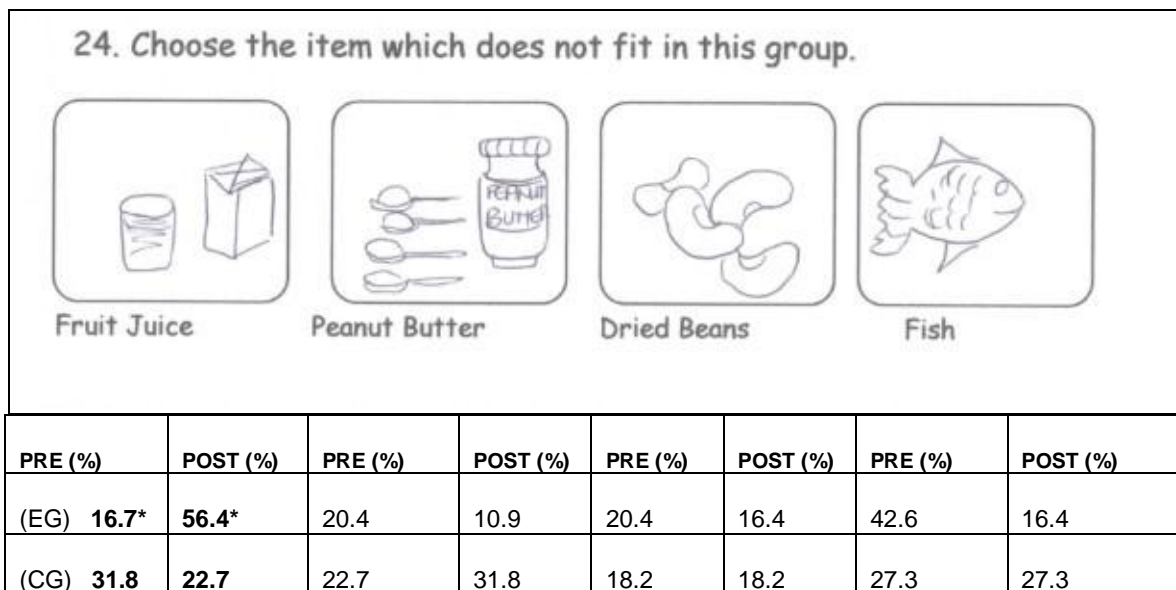 24. Choose the item which does not fit in this group.
PEANUT
BUTTER
Fruit Juice Peanut Butter Dried Beans Fish
PRE (%) POST (%) PRE (%) POST (%) PRE (%) POST (%) PRE (%) POST (%)
(EG) 16.7* 56.4* 20.4 10.9 20.4 16.4 42.6 16.4
(CG) 31.8 22.7 22.7 31.8 18.2 18.2 27.3 27.3